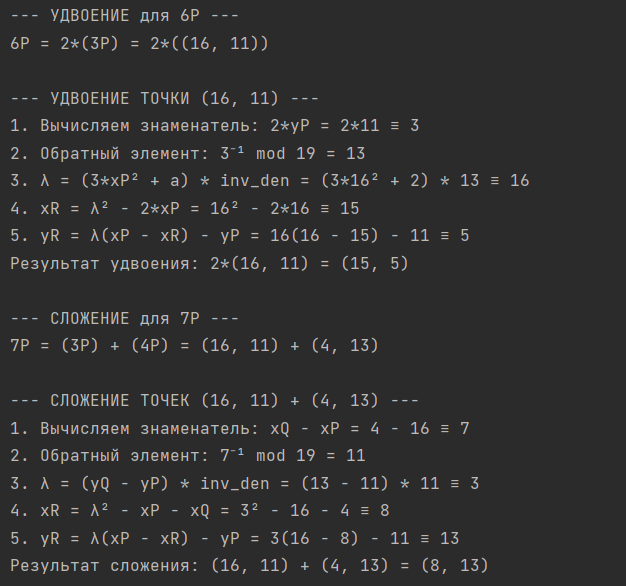 --- УДВОЕНИЕ для 6P ---
6P = 2*(3P) = 2*((16, 11))
--- УДВОЕНИЕ ТОЧКИ (16, 11) ---
1. Вычисляем знаменатель: 2*yP = 2*11 ≡ 3
2. Обратный элемент: 3⁻¹ mod 19 = 13
3. λ = (3*xP² + a) * inv_den = (3*16² + 2) * 13 ≡ 16
4. xR = λ² - 2*xP = 16² - 2*16 ≡ 15
5. yR = λ(xP - xR) - yP = 16(16 - 15) - 11 ≡ 5
Результат удвоения: 2*(16, 11) = (15, 5)
--- СЛОЖЕНИЕ для 7P ---
7P = (3P) + (4P) = (16, 11) + (4, 13)
--- СЛОЖЕНИЕ ТОЧЕК (16, 11) + (4, 13) ---
1. Вычисляем знаменатель: xQ - xP = 4 - 16 ≡ 7
2. Обратный элемент: 7⁻¹ mod 19 = 11
3. λ = (yQ - yP) * inv_den = (13 - 11) * 11 ≡ 3
4. xR = λ² - xP - xQ = 3² - 16 - 4 ≡ 8
5. yR = λ(xP - xR) - yP = 3(16 - 8) - 11 ≡ 13
Результат сложения: (16, 11) + (4, 13) = (8, 13)